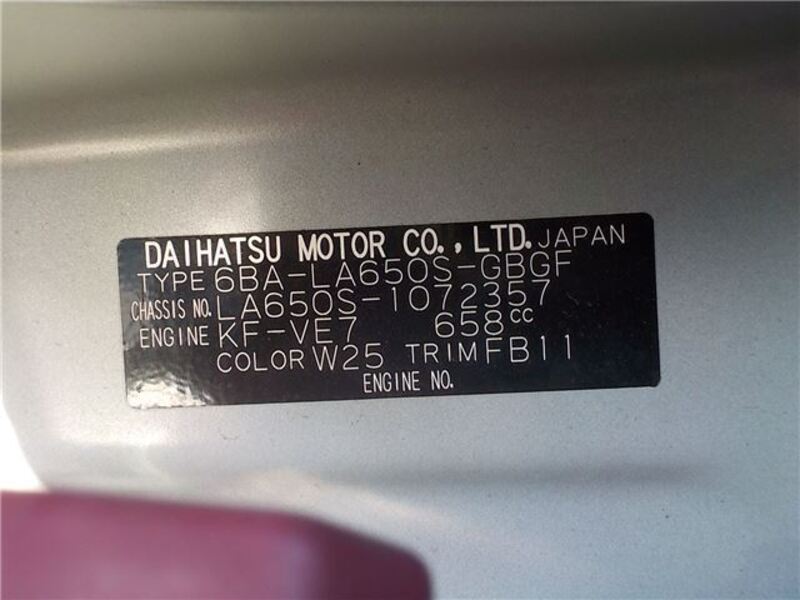 DAIHATSU MOTOR CO., LTD. JAPAN
TYPE 6BA-LA650S-GBGF
CHASSIS NO. LA650S-1072357
ENGINE KF-VE7 658cc
COLOR W25 TRIM FB11
ENGINE NO.